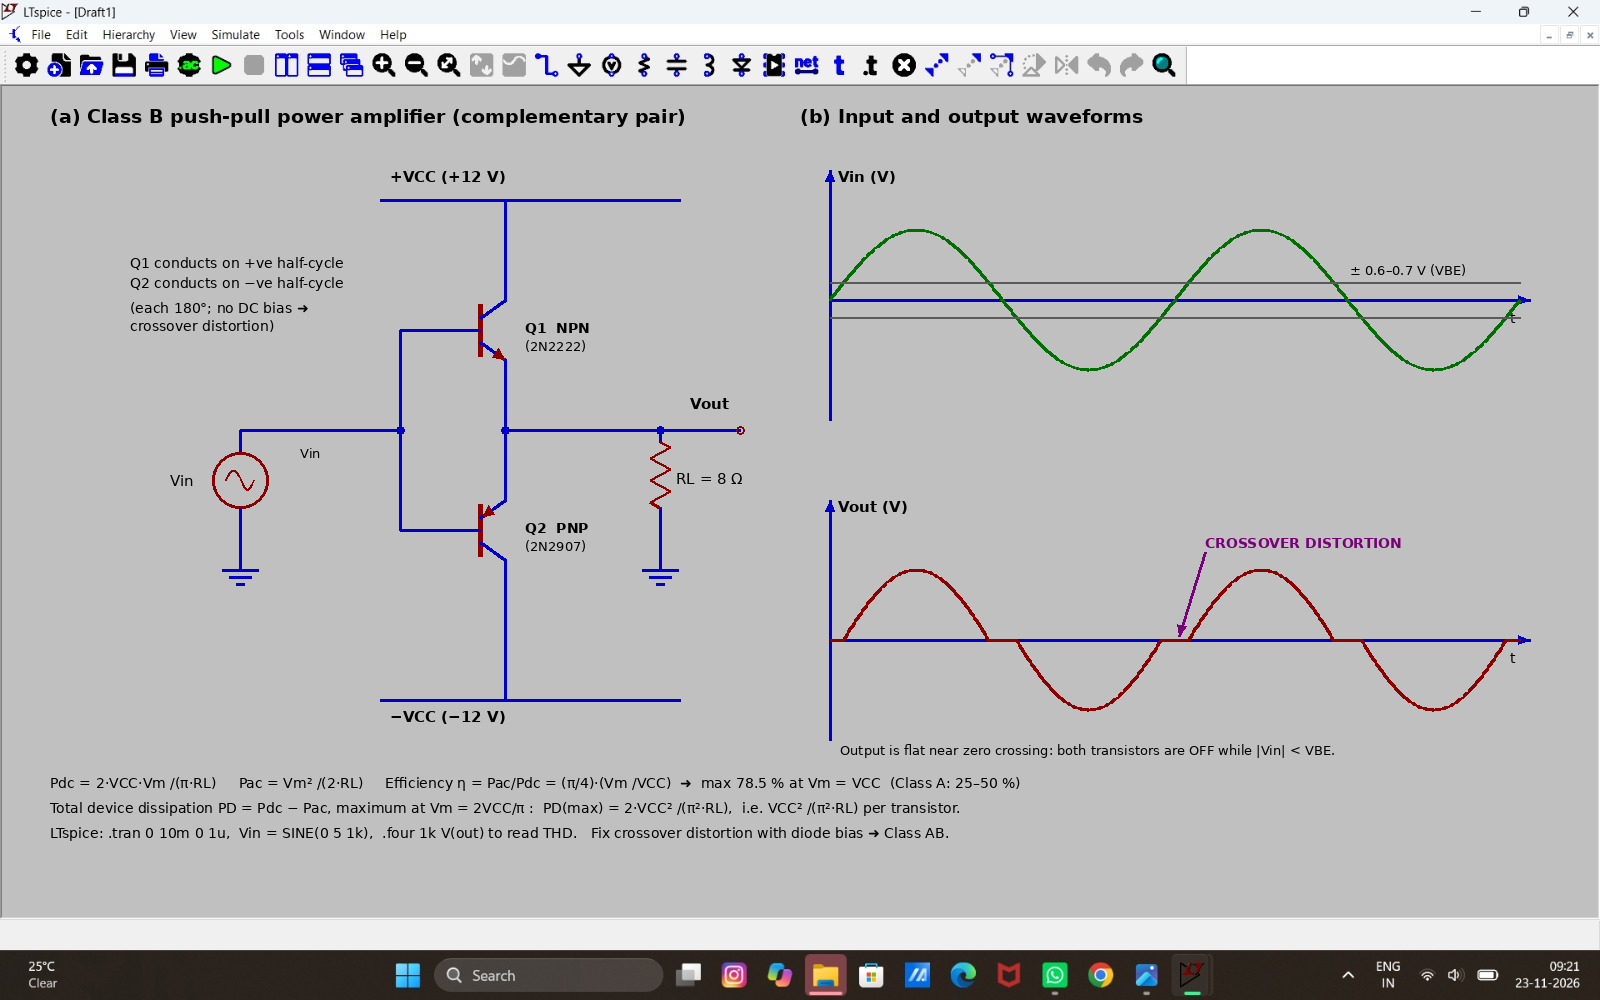 LTspice - [Draft1]
File Edit Hierarchy View Simulate Tools Window Help
ac net t .t
(a) Class B push-pull power amplifier (complementary pair)
+VCC (+12 V)
Q1 conducts on +ve half-cycle
Q2 conducts on −ve half-cycle
(each 180°; no DC bias ➔
crossover distortion)
Q1 NPN
(2N2222)
Vout
Vin
Vin
RL = 8 Ω
Q2 PNP
(2N2907)
−VCC (−12 V)
(b) Input and output waveforms
Vin (V)
± 0.6–0.7 V (VBE)
t
Vout (V)
CROSSOVER DISTORTION
t
Output is flat near zero crossing: both transistors are OFF while |Vin| < VBE.
Pdc = 2·VCC·Vm /(π·RL) Pac = Vm² /(2·RL) Efficiency η = Pac/Pdc = (π/4)·(Vm /VCC) ➔ max 78.5 % at Vm = VCC (Class A: 25–50 %)
Total device dissipation PD = Pdc − Pac, maximum at Vm = 2VCC/π : PD(max) = 2·VCC² /(π²·RL), i.e. VCC² /(π²·RL) per transistor.
LTspice: .tran 0 10m 0 1u, Vin = SINE(0 5 1k), .four 1k V(out) to read THD. Fix crossover distortion with diode bias ➔ Class AB.
25°C
Clear
Search
ENG
IN
09:21
23-11-2026